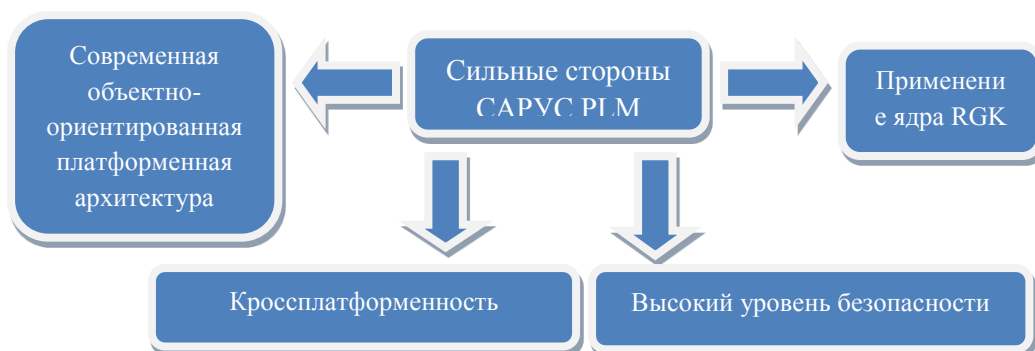 Современная
объектно-
ориентированная
платформенная
архитектура
Сильные стороны
САРУС PLM
Применени
е ядра RGK
Кроссплатформенность
Высокий уровень безопасности